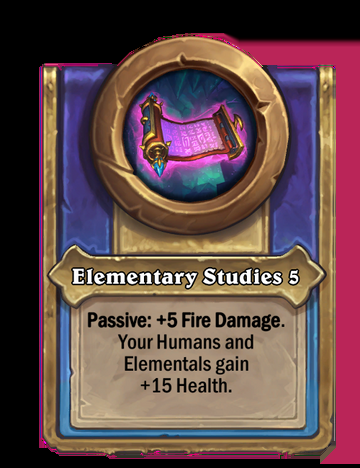 Elementary Studies 5
Passive: +5 Fire Damage.
Your Humans and
Elementals gain
+15 Health.